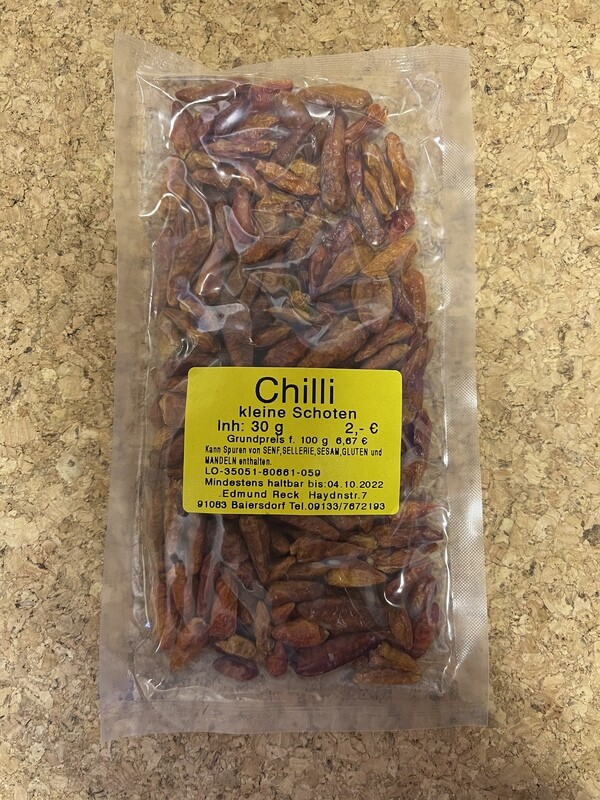 Chilli
kleine Schoten
Inh: 30 g 2,- €
Grundpreis f. 100 g 6,67 €
Kann Spuren von SENF,SELLERIE,SESAM,GLUTEN und
MANDELN enthalten.
LO-35051-80661-059
Mindestens haltbar bis:04.10.2022
.Edmund Reck Haydnstr.7
91083 Baiersdorf Tel.09133/7672193